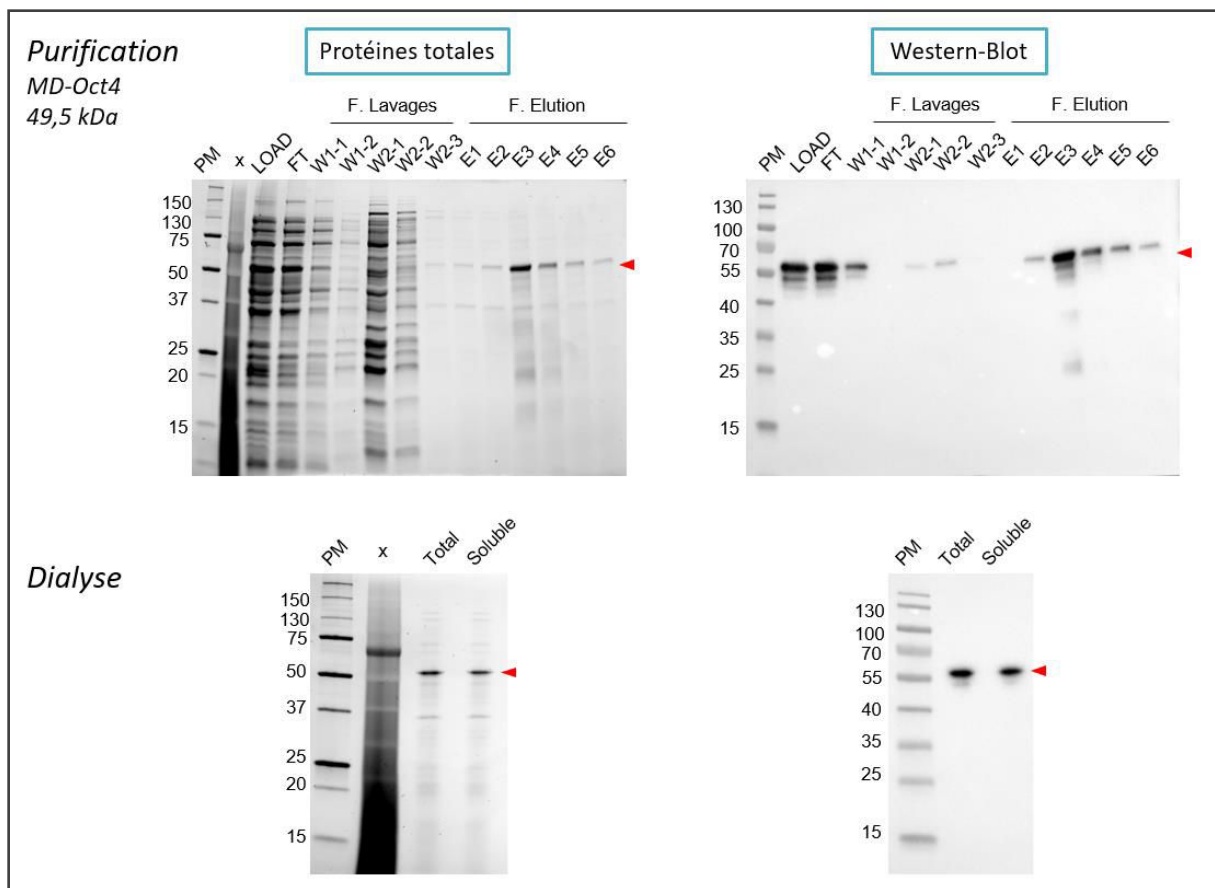 Purification
MD-Oct4
49,5 kDa
Protéines totales
F. Lavages
F. Elution
PM x LOAD FT W1-1 W1-2 W2-1 W2-2 W2-3 E1 E2 E3 E4 E5 E6
150
130
75
50
37
25
20
15
Western-Blot
F. Lavages
F. Elution
PM LOAD FT W1-1 W1-2 W2-1 W2-2 W2-3 E1 E2 E3 E4 E5 E6
130
100
70
55
40
35
25
15
Dialyse
PM x Total Soluble
150
130
75
50
37
25
20
15
PM Total Soluble
130
100
70
55
40
35
25
15